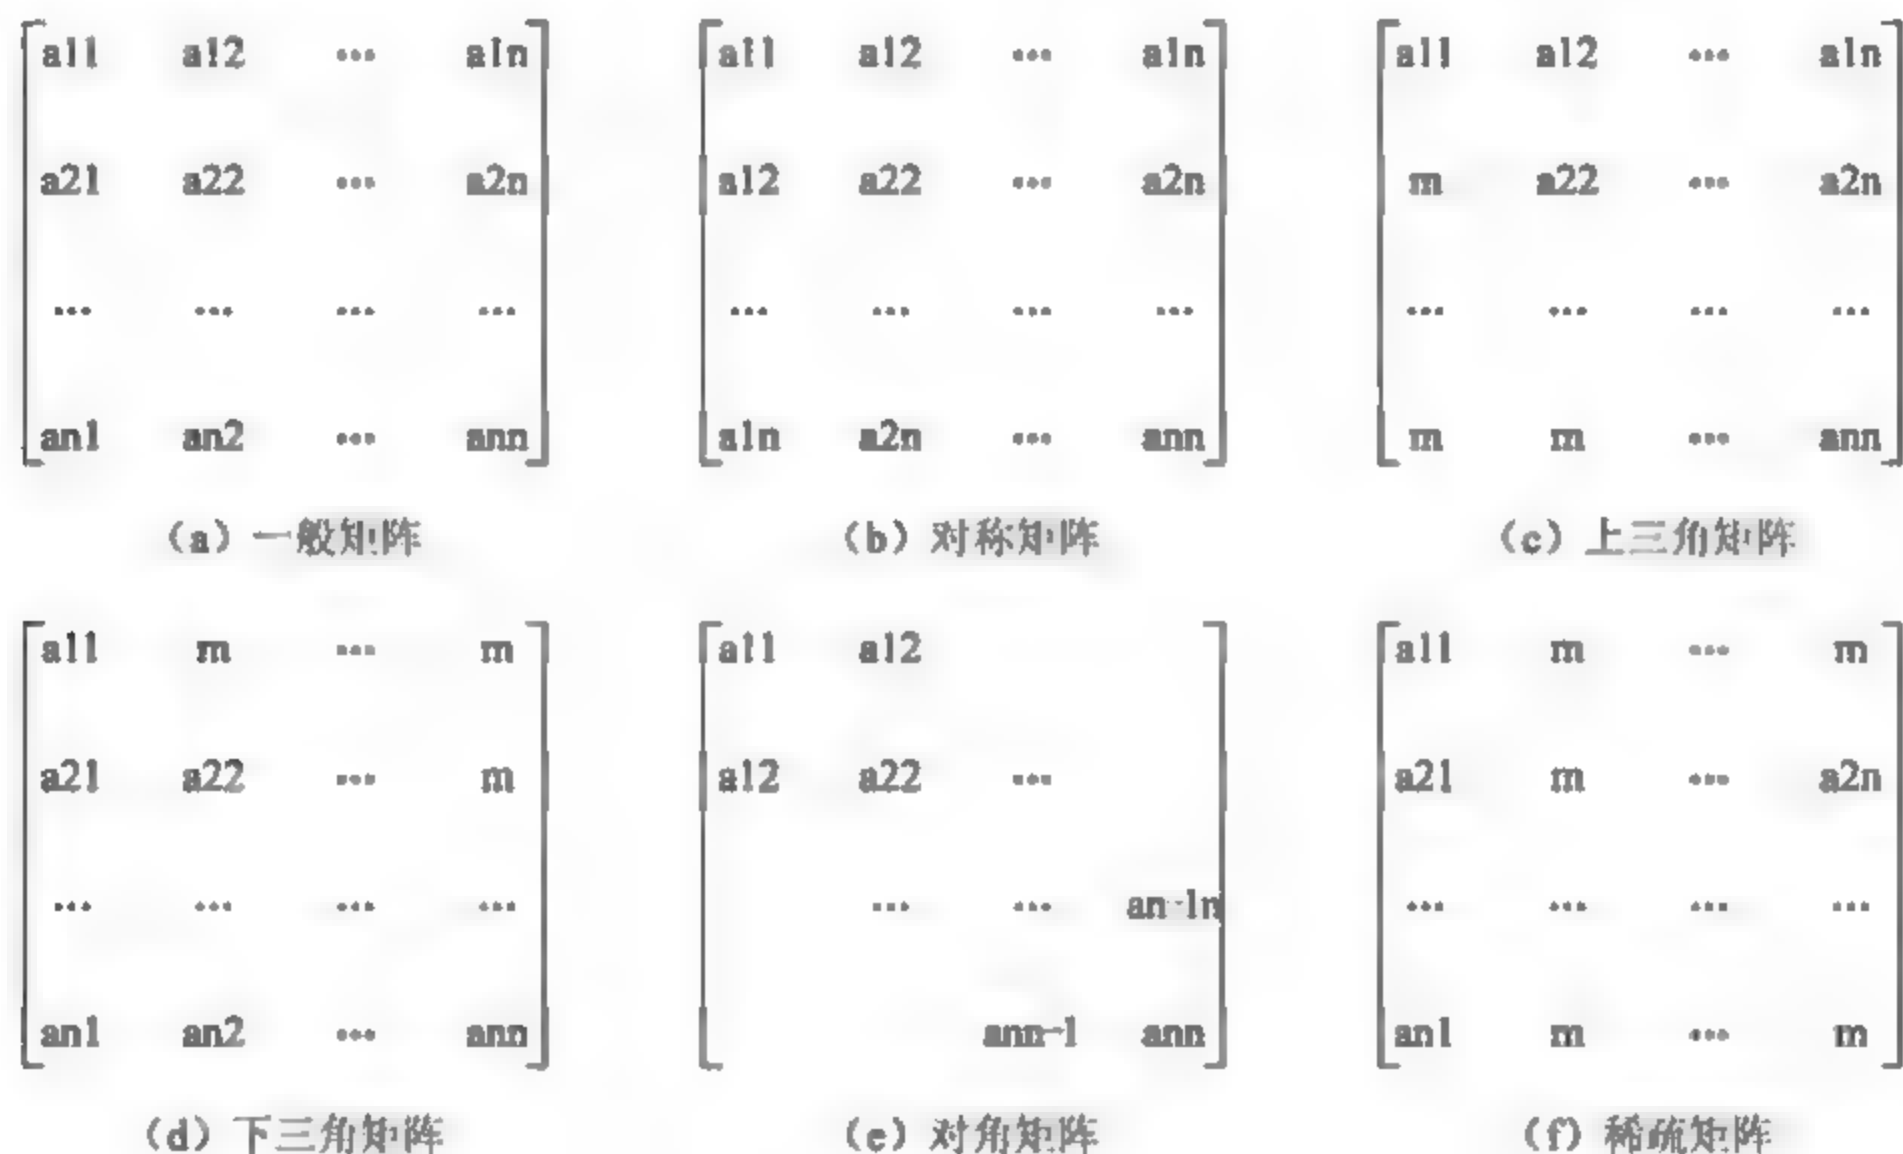 a11 a12 … a1n a11 a12 … a1n a11 a12 … a1n
a21 a22 … a2n a12 a22 … a2n m a22 … a2n
… … … … … … … … … … … …
an1 an2 … ann a1n a2n … ann m m … ann
(a) 一般矩阵 (b) 对称矩阵 (c) 上三角矩阵
a11 m … m a11 a12 a11 m … m
a21 a22 … m a12 a22 … a21 m … a2n
… … … … … … an-1n … … … …
an1 an2 … ann ann-1 ann an1 m … m
(d) 下三角矩阵 (e) 对角矩阵 (f) 稀疏矩阵